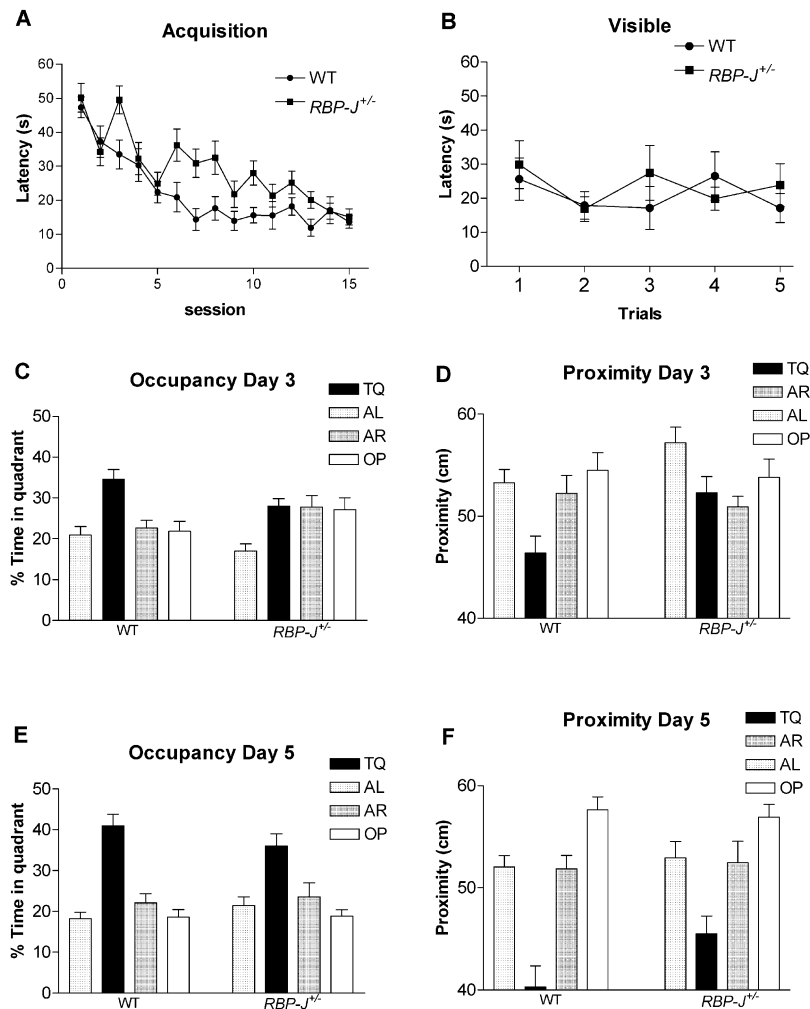 A
Acquisition
WT
RBP-J+/-
60
50
40
30
20
10
0
Latency (s)
0
5
10
15
session
B
Visible
WT
RBP-J+/-
60
50
40
30
20
10
0
Latency (s)
1
2
3
4
5
Trials
C
Occupancy Day 3
TQ
AL
AR
OP
50
40
30
20
10
0
% Time in quadrant
WT
RBP-J+/-
D
Proximity Day 3
TQ
AR
AL
OP
60
50
40
Proximity (cm)
WT
RBP-J+/-
E
Occupancy Day 5
TQ
AL
AR
OP
50
40
30
20
10
0
% Time in quadrant
WT
RBP-J+/-
F
Proximity Day 5
TQ
AR
AL
OP
60
50
40
Proximity (cm)
WT
RBP-J+/-